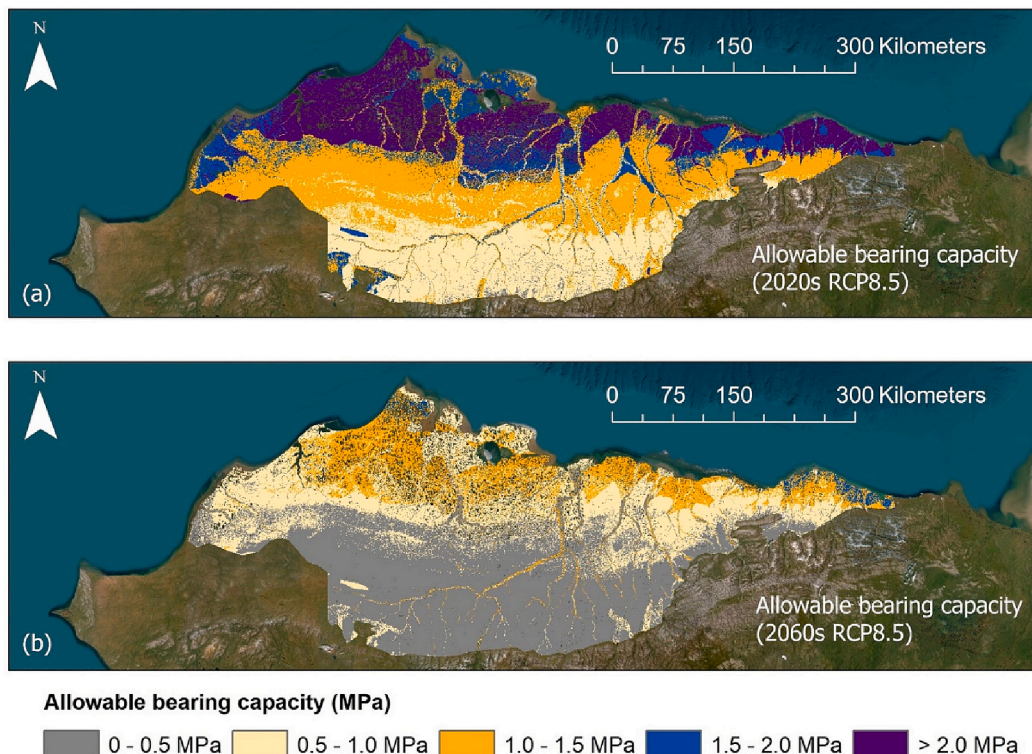 N
0 75 150 300 Kilometers
Allowable bearing capacity
(2020s RCP8.5)
(a)
N
0 75 150 300 Kilometers
Allowable bearing capacity
(2060s RCP8.5)
(b)
Allowable bearing capacity (MPa)
0 - 0.5 MPa 0.5 - 1.0 MPa 1.0 - 1.5 MPa 1.5 - 2.0 MPa > 2.0 MPa